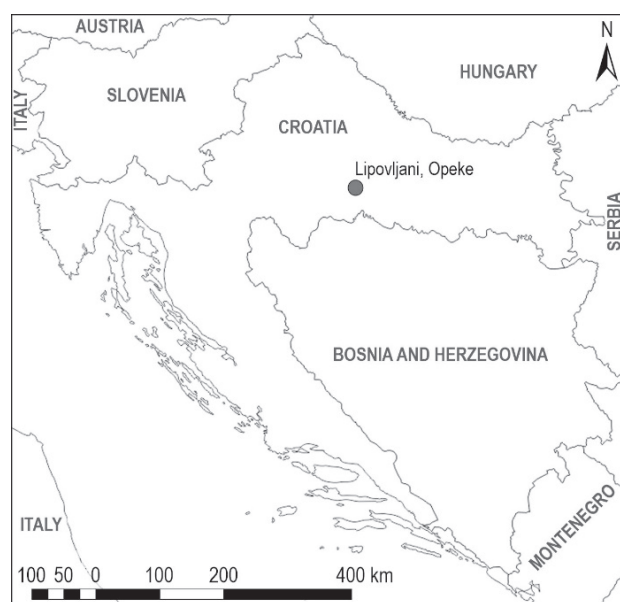 AUSTRIA
N
HUNGARY
SLOVENIA
ITALY
CROATIA
Lipovljani, Opeke
SERBIA
BOSNIA AND HERZEGOVINA
MONTENEGRO
ITALY
100 50 0 100 200 400 km